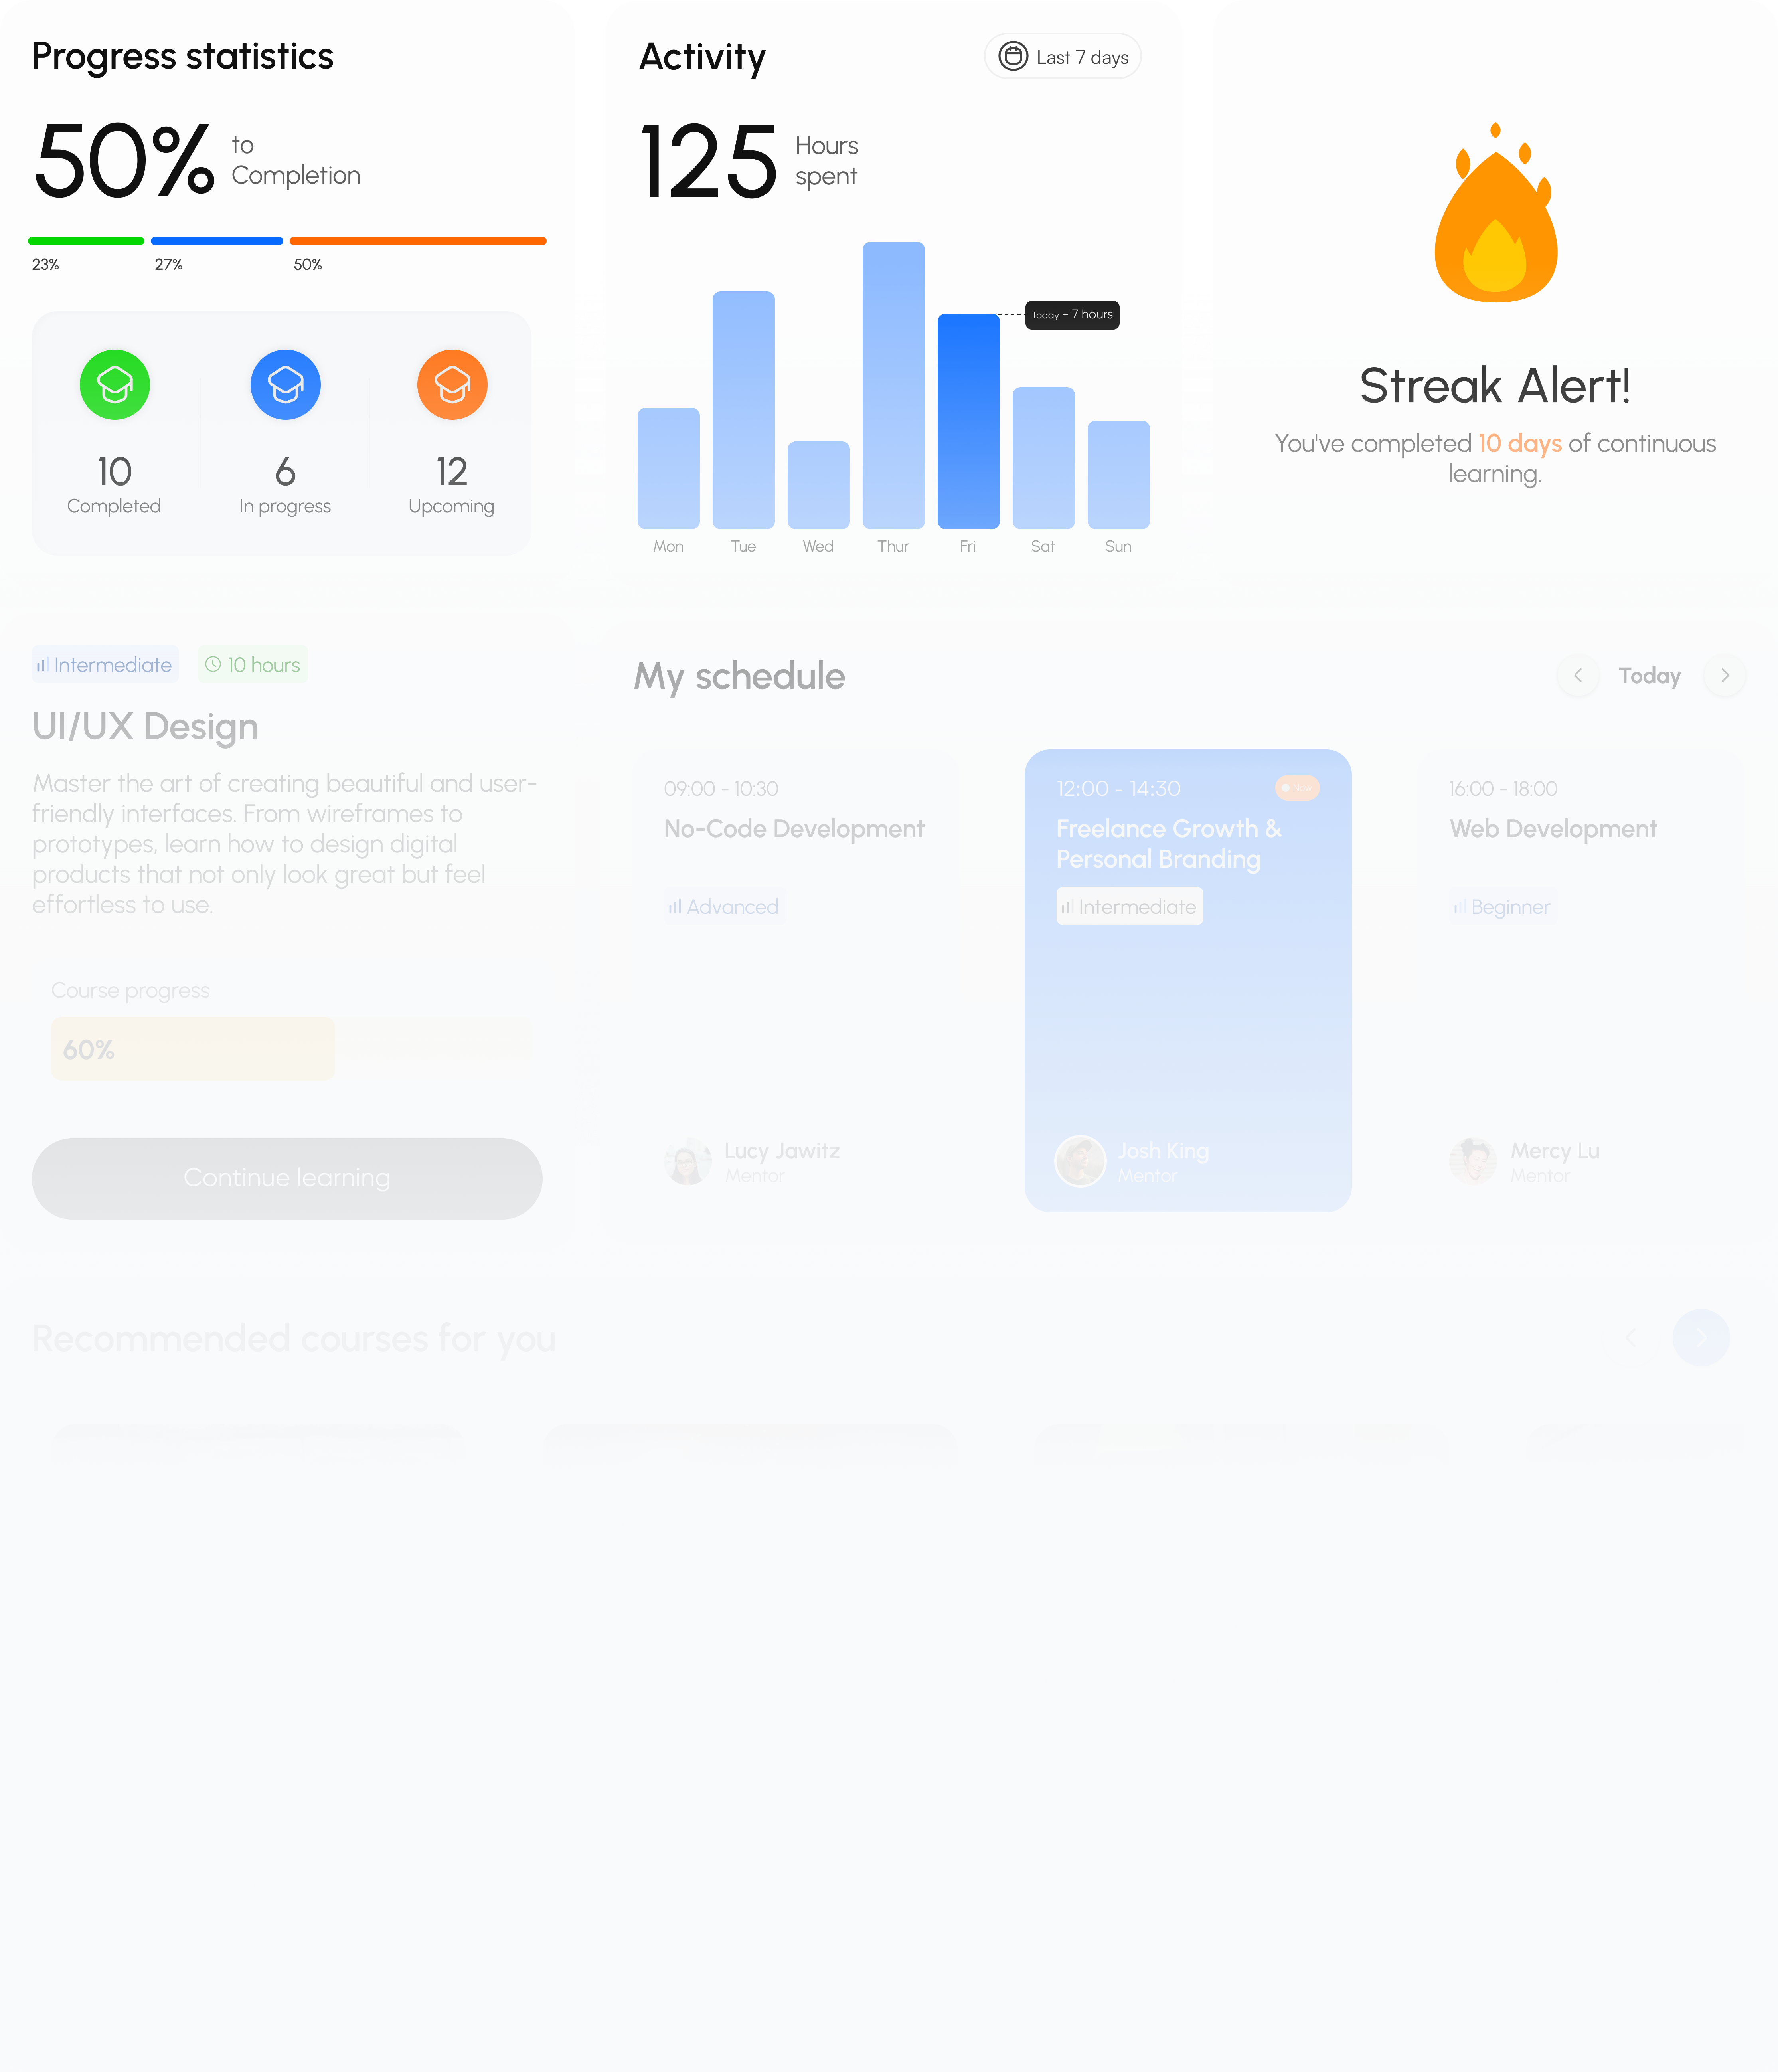 Progress statistics
50%
to
Completion
23%
27%
50%
10
Completed
6
In progress
12
Upcoming
Activity
Last 7 days
125
Hours
spent
Today - 7 hours
Mon
Tue
Wed
Thur
Fri
Sat
Sun
Streak Alert!
You've completed 10 days of continuous
learning.
Intermediate
10 hours
UI/UX Design
Master the art of creating beautiful and user-
friendly interfaces. From wireframes to
prototypes, learn how to design digital
products that not only look great but feel
effortless to use.
Course progress
60%
Continue learning
My schedule
Today
09:00 - 10:30
No-Code Development
Advanced
Lucy Jawitz
Mentor
12:00 - 14:30
Now
Freelance Growth &
Personal Branding
Intermediate
Josh King
Mentor
16:00 - 18:00
Web Development
Beginner
Mercy Lu
Mentor
Recommended courses for you